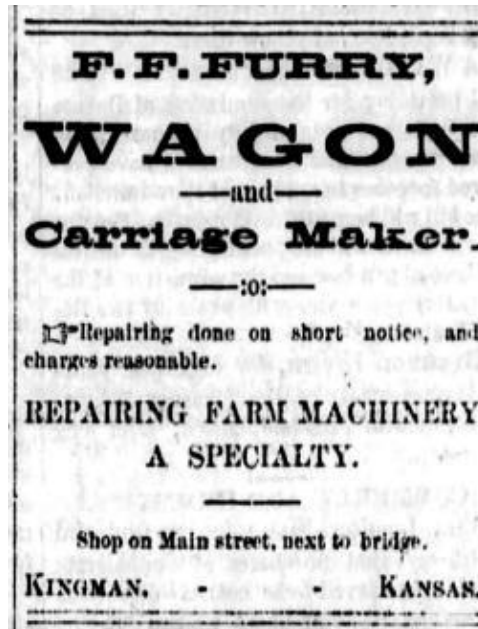 F. F. FURRY,
WAGON
and
Carriage Maker.
:o:
☞Repairing done on short notice, and
charges reasonable.
REPAIRING FARM MACHINERY
A SPECIALTY.
Shop on Main street, next to bridge.
KINGMAN, KANSAS.